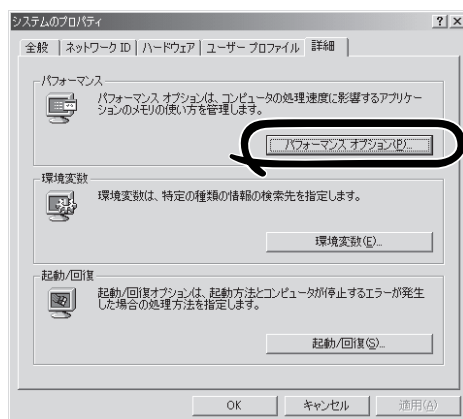 システムのプロパティ
全般 ネットワーク ID ハードウェア ユーザー プロファイル 詳細
パフォーマンス
パフォーマンス オプションは、コンピュータの処理速度に影響するアプリケー
ションのメモリの使い方を管理します。
パフォーマンス オプション(P)...
環境変数
環境変数は、特定の種類の情報の検索先を指定します。
環境変数(E)...
起動/回復
起動/回復オプションは、起動方法とコンピュータが停止するエラーが発生
した場合の処理方法を指定します。
起動/回復(S)...
OK キャンセル 適用(A)